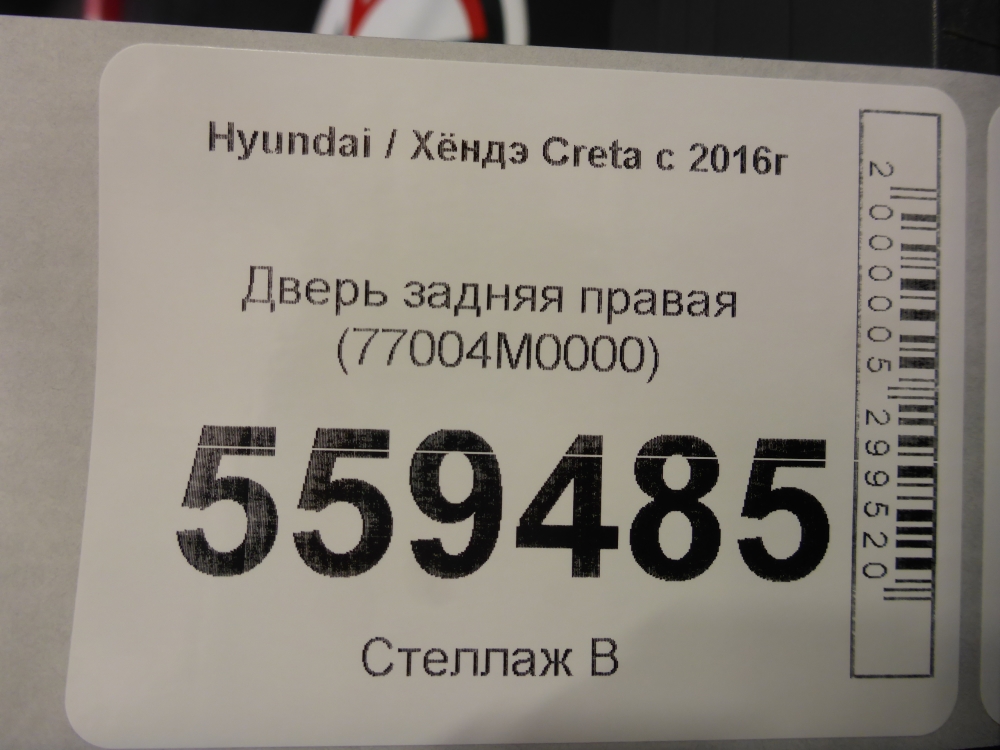 Hyundai / Хёндэ Creta с 2016г
Дверь задняя правая
(77004M0000)
559485
Стеллаж В
2000005299520